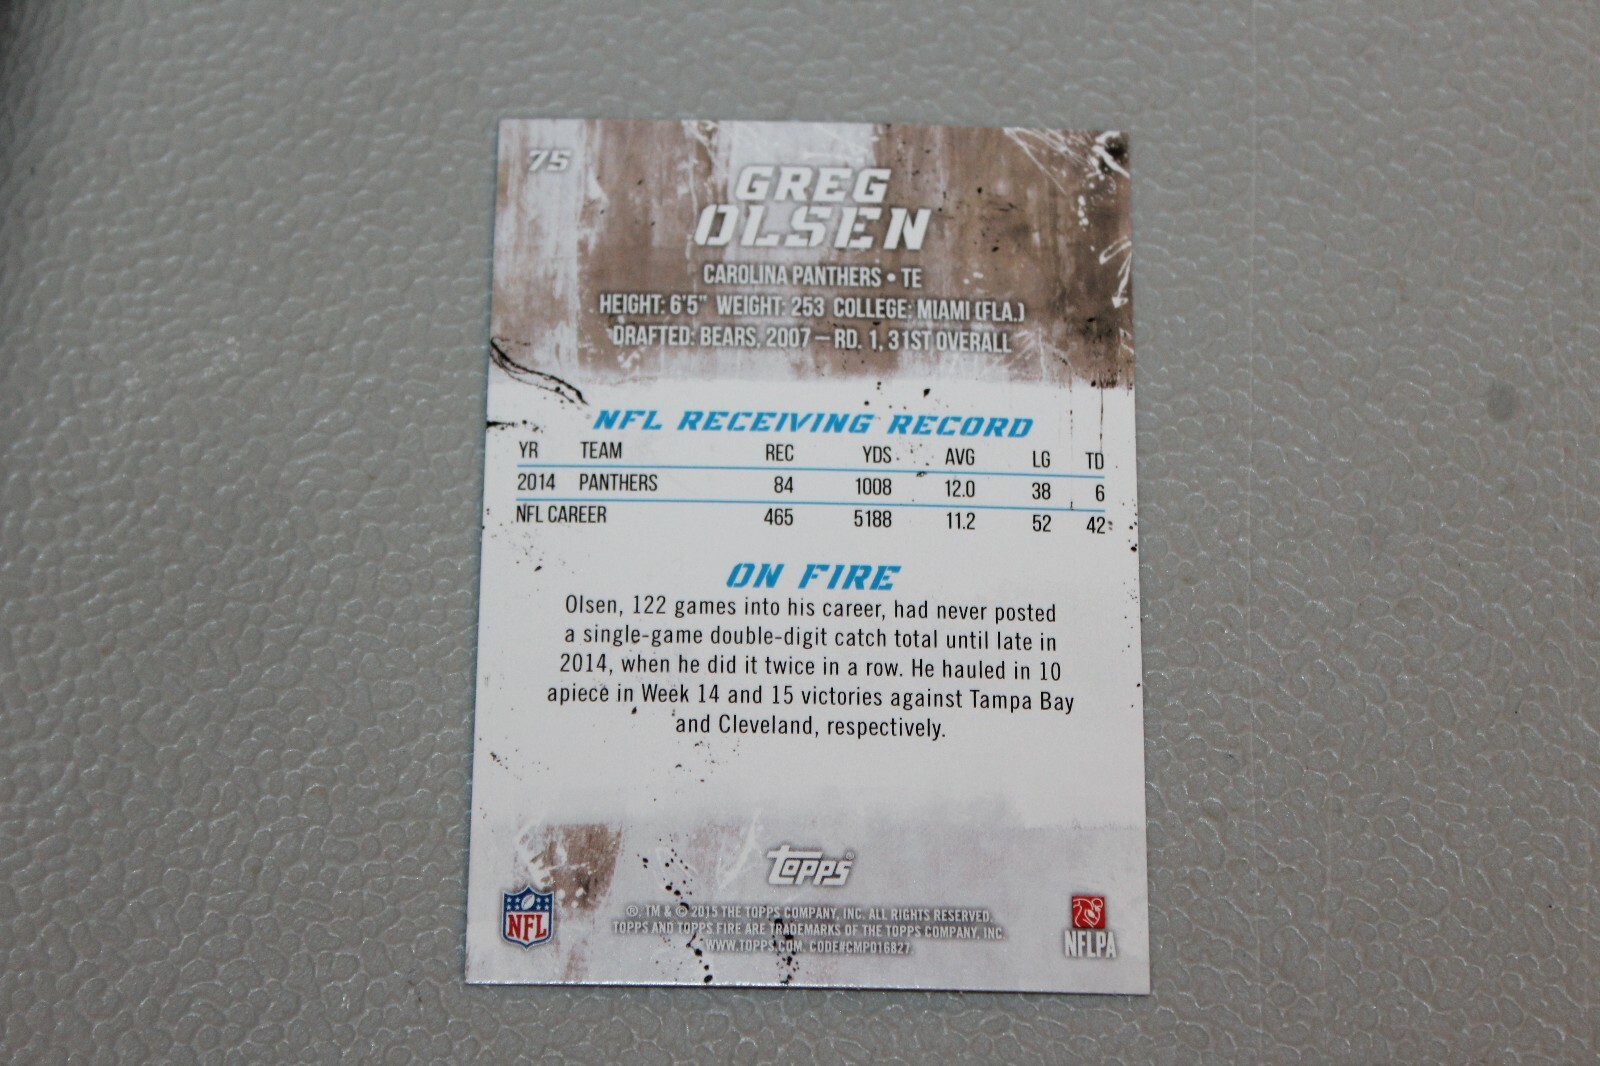 75
GREG
OLSEN
CAROLINA PANTHERS • TE
HEIGHT: 6'5" WEIGHT: 253 COLLEGE: MIAMI (FLA.)
DRAFTED: BEARS, 2007 – RD. 1, 31ST OVERALL
NFL RECEIVING RECORD
YR TEAM REC YDS AVG LG TD
2014 PANTHERS 84 1008 12.0 38 6
NFL CAREER 465 5188 11.2 52 42
ON FIRE
Olsen, 122 games into his career, had never posted
a single-game double-digit catch total until late in
2014, when he did it twice in a row. He hauled in 10
apiece in Week 14 and 15 victories against Tampa Bay
and Cleveland, respectively.
Topps®
NFL
®, TM & © 2015 THE TOPPS COMPANY, INC. ALL RIGHTS RESERVED.
TOPPS AND TOPPS FIRE ARE TRADEMARKS OF THE TOPPS COMPANY, INC
WWW.TOPPS.COM. CODE#CMP016827
NFLPA